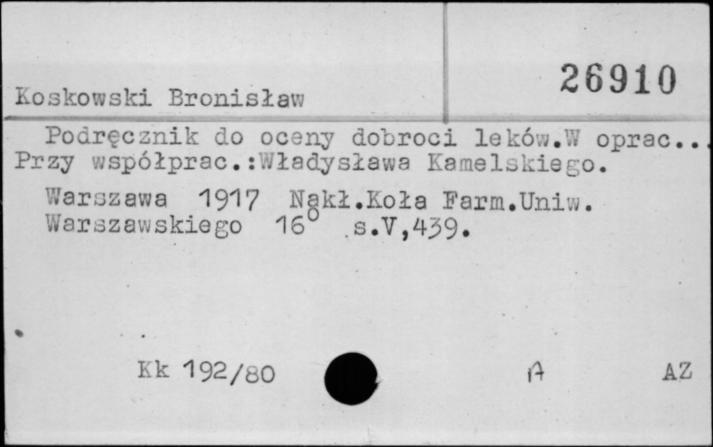 26910
Koskowski Bronisław
Podręcznik do oceny dobroci leków.W oprac...
Przy współprac.:Władysława Kamelskiego.
Warszawa 1917 Nakł.Koła Farm.Uniw.
Warszawskiego 16° s.V,439.
Kk 192/80 A AZ